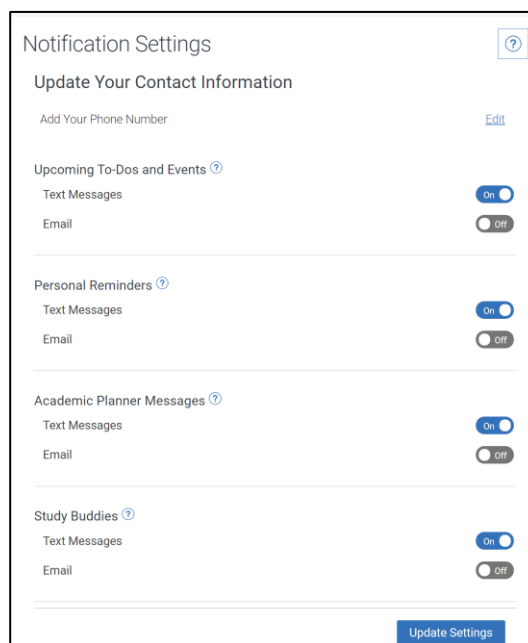 Notification Settings ?
Update Your Contact Information
Add Your Phone Number Edit
Upcoming To-Dos and Events ?
Text Messages On
Email Off
Personal Reminders ?
Text Messages On
Email Off
Academic Planner Messages ?
Text Messages On
Email Off
Study Buddies ?
Text Messages On
Email Off
Update Settings